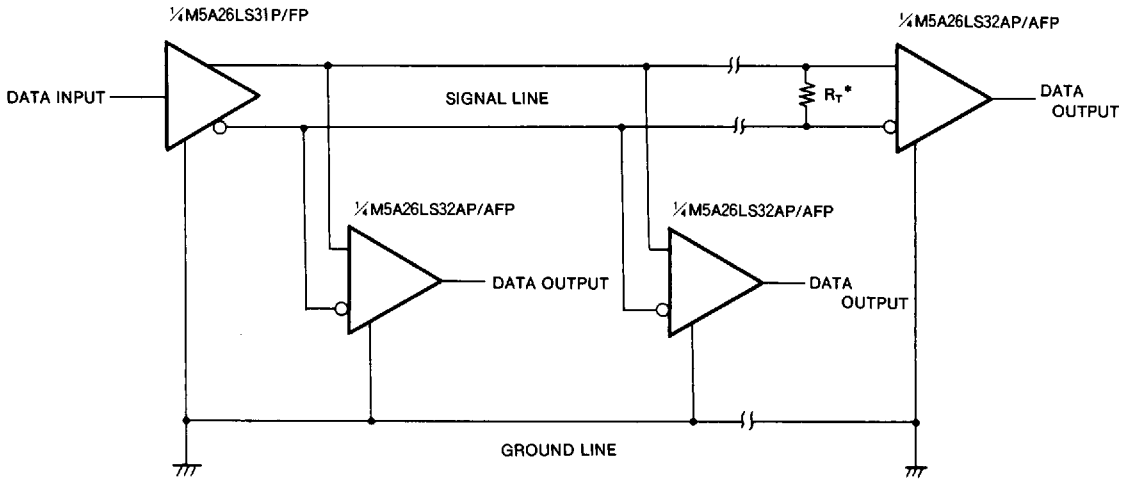 ¼M5A26LS31P/FP
¼M5A26LS32AP/AFP
DATA INPUT
SIGNAL LINE
RT*
DATA
OUTPUT
¼M5A26LS32AP/AFP
¼M5A26LS32AP/AFP
DATA OUTPUT
DATA
OUTPUT
GROUND LINE